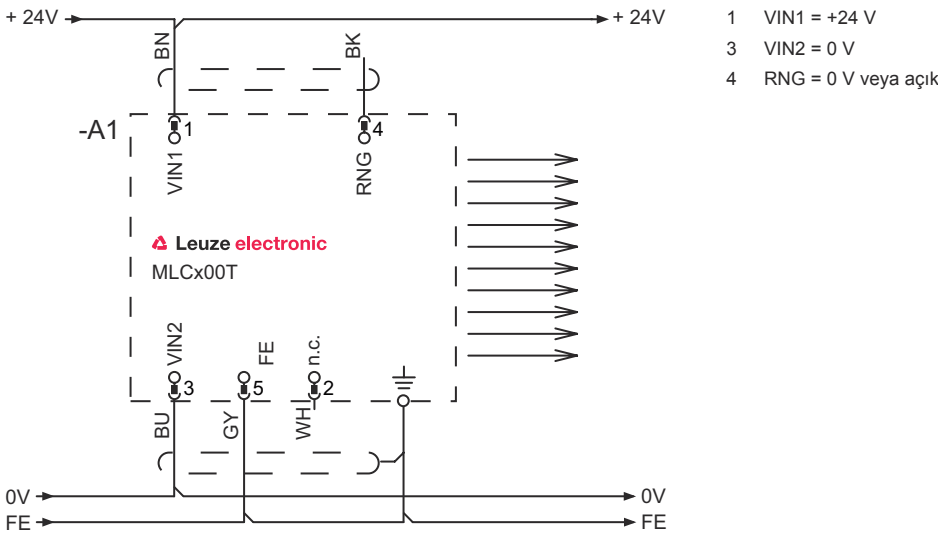 + 24V
+ 24V
1 VIN1 = +24 V
3 VIN2 = 0 V
4 RNG = 0 V veya açık
BN
BK
-A1
1
4
VIN1
RNG
Leuze electronic
MLCx00T
VIN2
FE
n.c.
3
5
2
BU
GY
WH
0V
0V
FE
FE